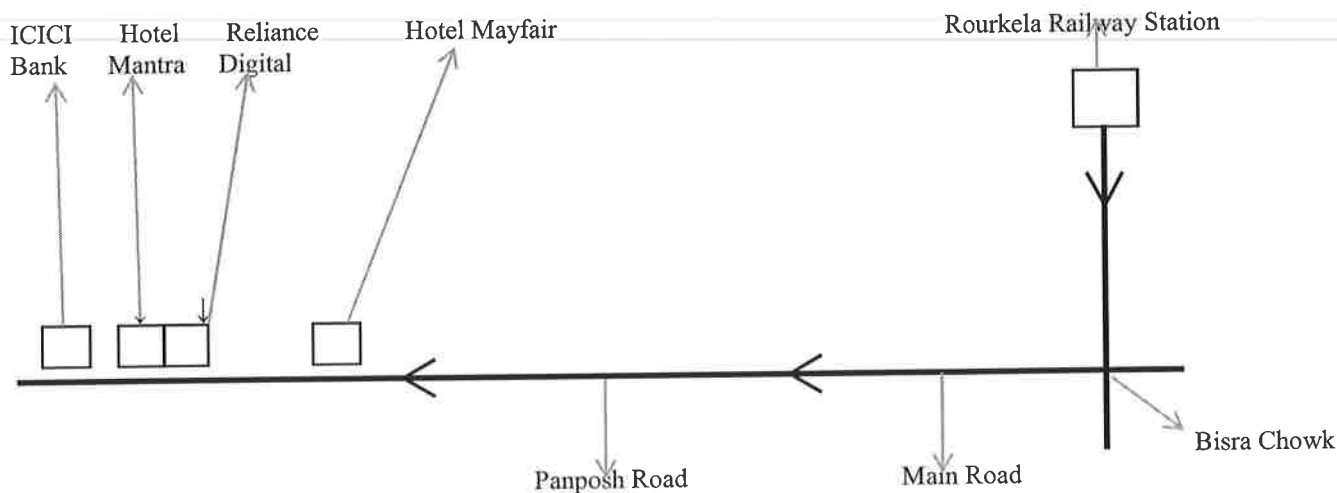 ICICI Bank
Hotel Mantra
Reliance Digital
Hotel Mayfair
Rourkela Railway Station
Bisra Chowk
Panposh Road
Main Road